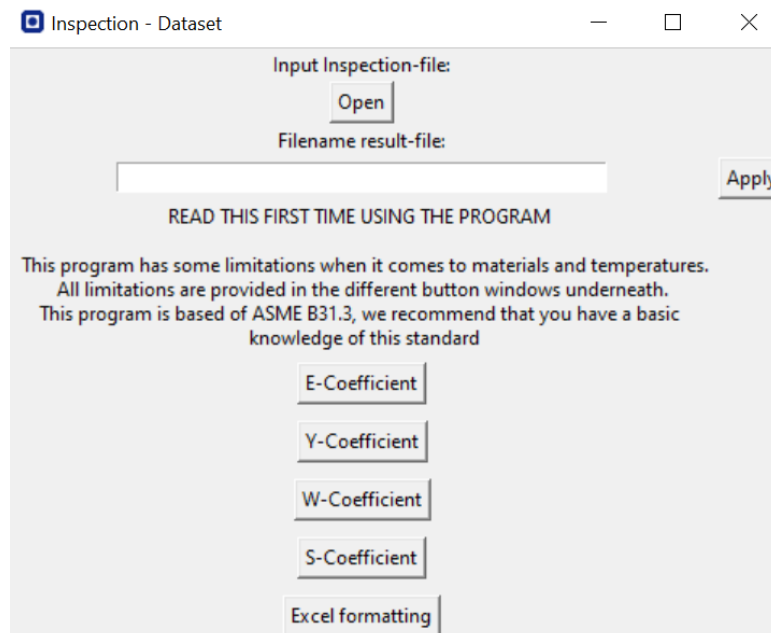 Inspection - Dataset
Input Inspection-file:
Open
Filename result-file:
Apply
READ THIS FIRST TIME USING THE PROGRAM
This program has some limitations when it comes to materials and temperatures.
All limitations are provided in the different button windows underneath.
This program is based of ASME B31.3, we recommend that you have a basic
knowledge of this standard
E-Coefficient
Y-Coefficient
W-Coefficient
S-Coefficient
Excel formatting